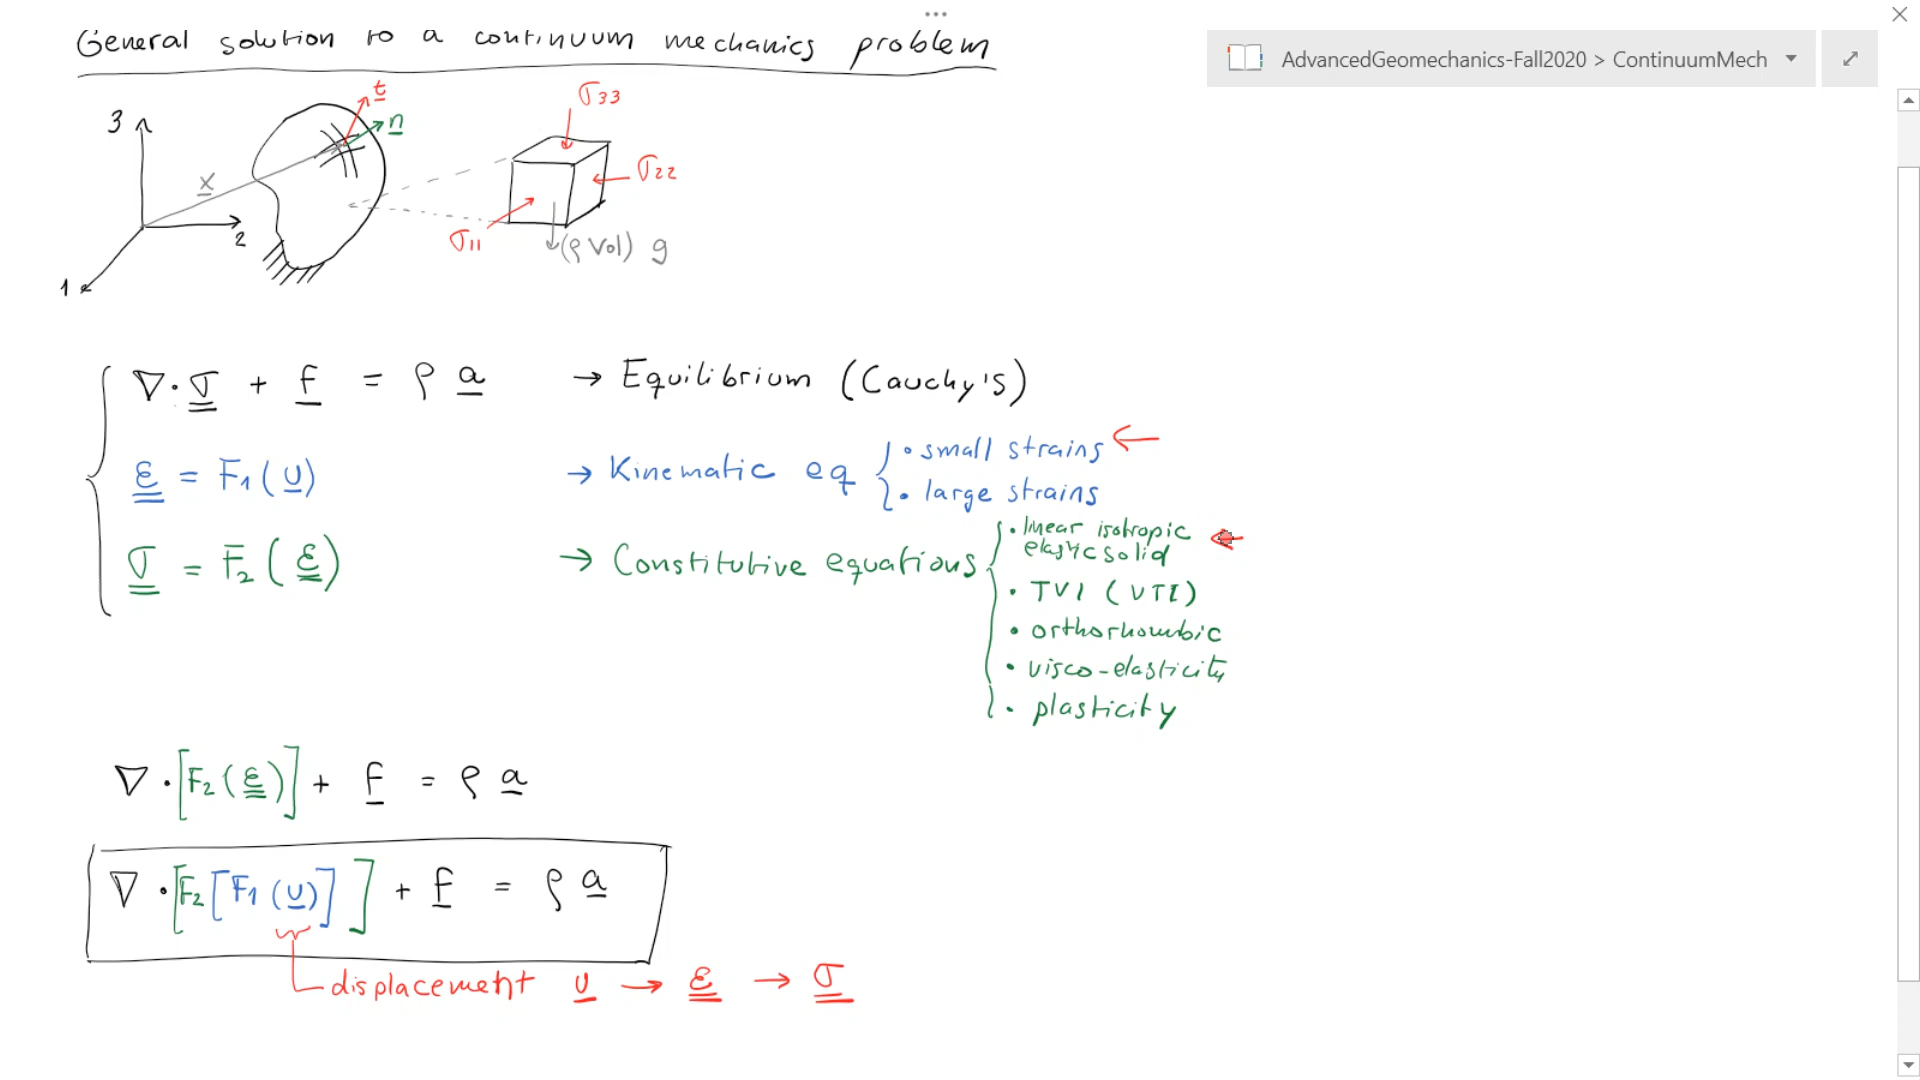 General solution to a continuum mechanics problem
AdvancedGeomechanics-Fall2020 > ContinuumMech
3
t
n
σ33
x
σ22
2
σ11
(ρ Vol) g
1
∇·σ + f = ρ a → Equilibrium (Cauchy's)
ε = F1(u) → Kinematic eq { • small strains ←
• large strains
σ = F2(ε) → Constitutive equations { • linear isotropic ←
elastic solid
• TVI (VTI)
• orthorhombic
• visco-elasticity
• plasticity
∇·[F2(ε)] + f = ρ a
∇·[F2[F1(u)]] + f = ρ a
displacement u → ε → σ